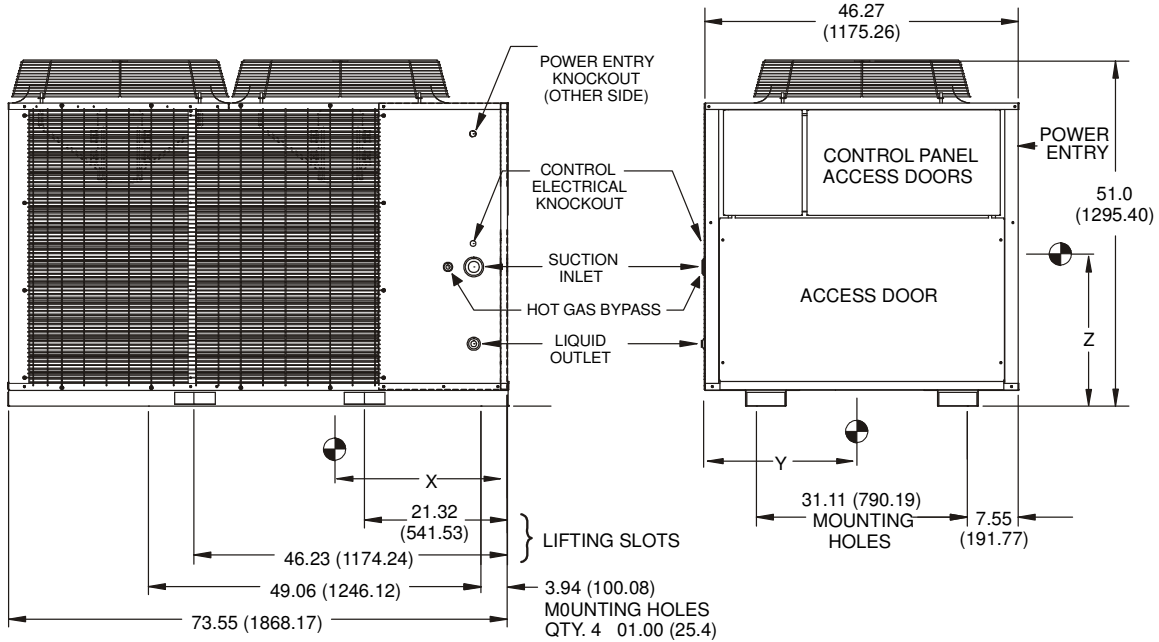 46.27
(1175.26)
POWER ENTRY
KNOCKOUT
(OTHER SIDE)
POWER
ENTRY
CONTROL PANEL
ACCESS DOORS
CONTROL
ELECTRICAL
KNOCKOUT
51.0
(1295.40)
SUCTION
INLET
ACCESS DOOR
HOT GAS BYPASS
LIQUID
OUTLET
Z
X
Y
21.32
(541.53)
LIFTING SLOTS
46.23 (1174.24)
31.11 (790.19)
MOUNTING
HOLES
7.55
(191.77)
49.06 (1246.12)
3.94 (100.08)
M0UNTING HOLES
QTY. 4 01.00 (25.4)
73.55 (1868.17)